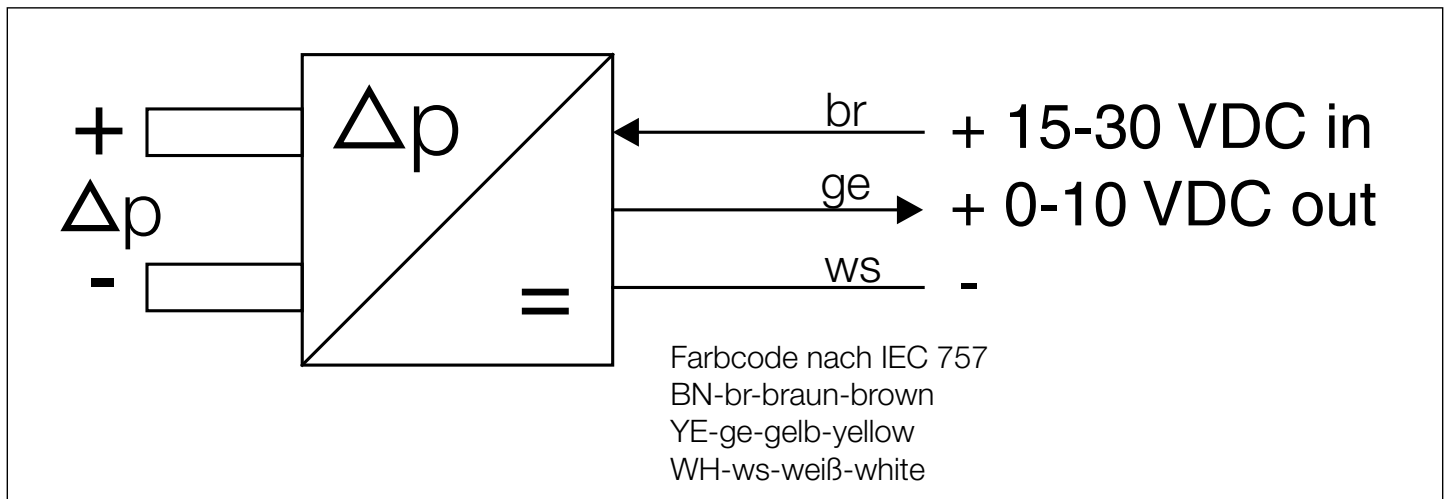 +
Δp
-
Δp
=
br
+ 15-30 VDC in
ge
+ 0-10 VDC out
ws
-
Farbcode nach IEC 757
BN-br-braun-brown
YE-ge-gelb-yellow
WH-ws-weiß-white